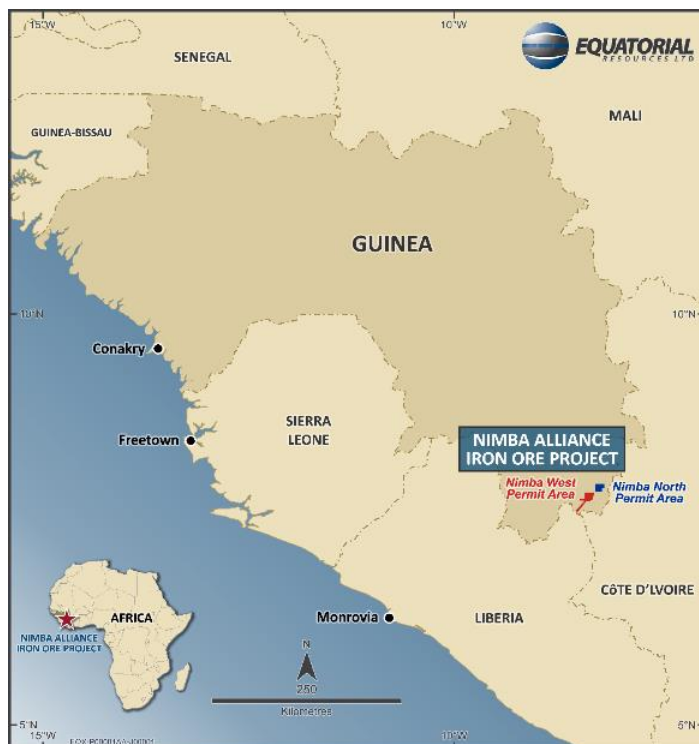 15°W
10°W
EQUATORIAL
RESOURCES LTD
SENEGAL
MALI
GUINEA-BISSAU
GUINEA
10°N
10°N
Conakry
SIERRA
LEONE
Freetown
NIMBA ALLIANCE
IRON ORE PROJECT
Nimba West
Permit Area
Nimba North
Permit Area
CôTE D'LVOIRE
AFRICA
Monrovia
LIBERIA
NIMBA ALLIANCE
IRON ORE PROJECT
N
250
Kilometres
5°N
15°W
10°W
5°N